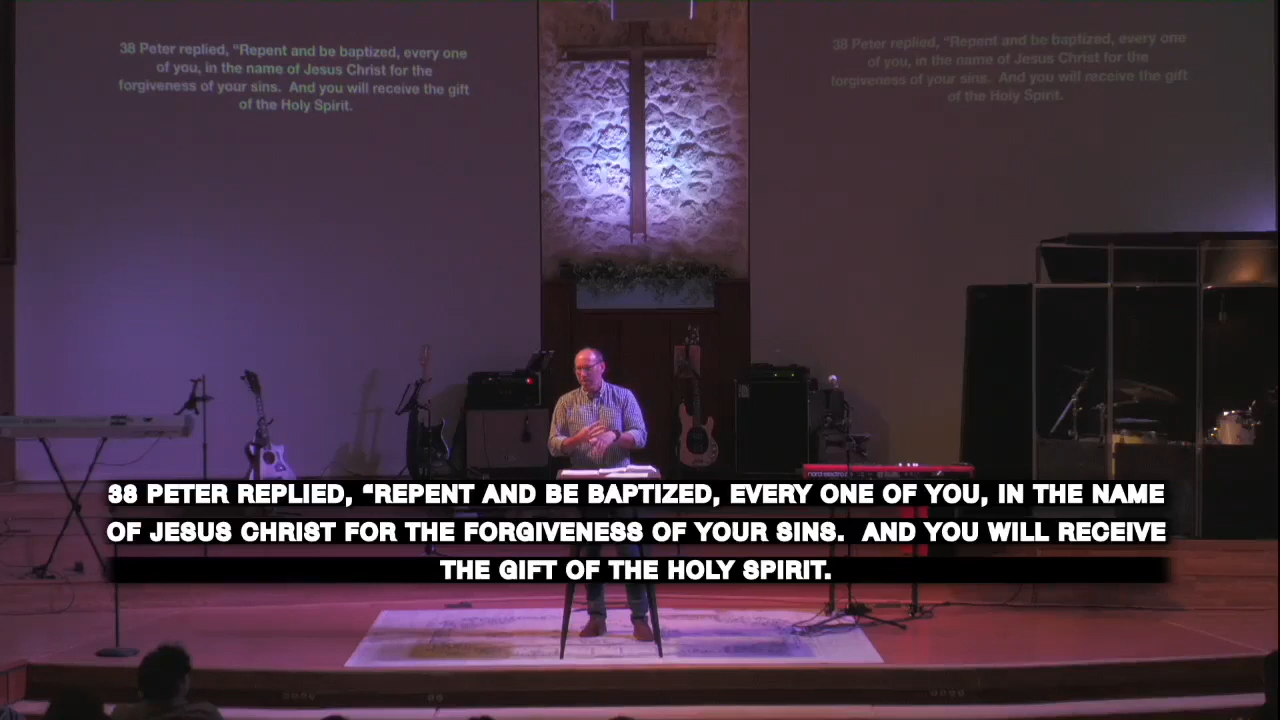 38 Peter replied, “Repent and be baptized, every one
of you, in the name of Jesus Christ for the
forgiveness of your sins.  And you will receive the gift
of the Holy Spirit.
38 Peter replied, “Repent and be baptized, every one
of you, in the name of Jesus Christ for the
forgiveness of your sins.  And you will receive the gift
of the Holy Spirit.
nord electro
38 PETER REPLIED, “REPENT AND BE BAPTIZED, EVERY ONE OF YOU, IN THE NAME
OF JESUS CHRIST FOR THE FORGIVENESS OF YOUR SINS.  AND YOU WILL RECEIVE
THE GIFT OF THE HOLY SPIRIT.